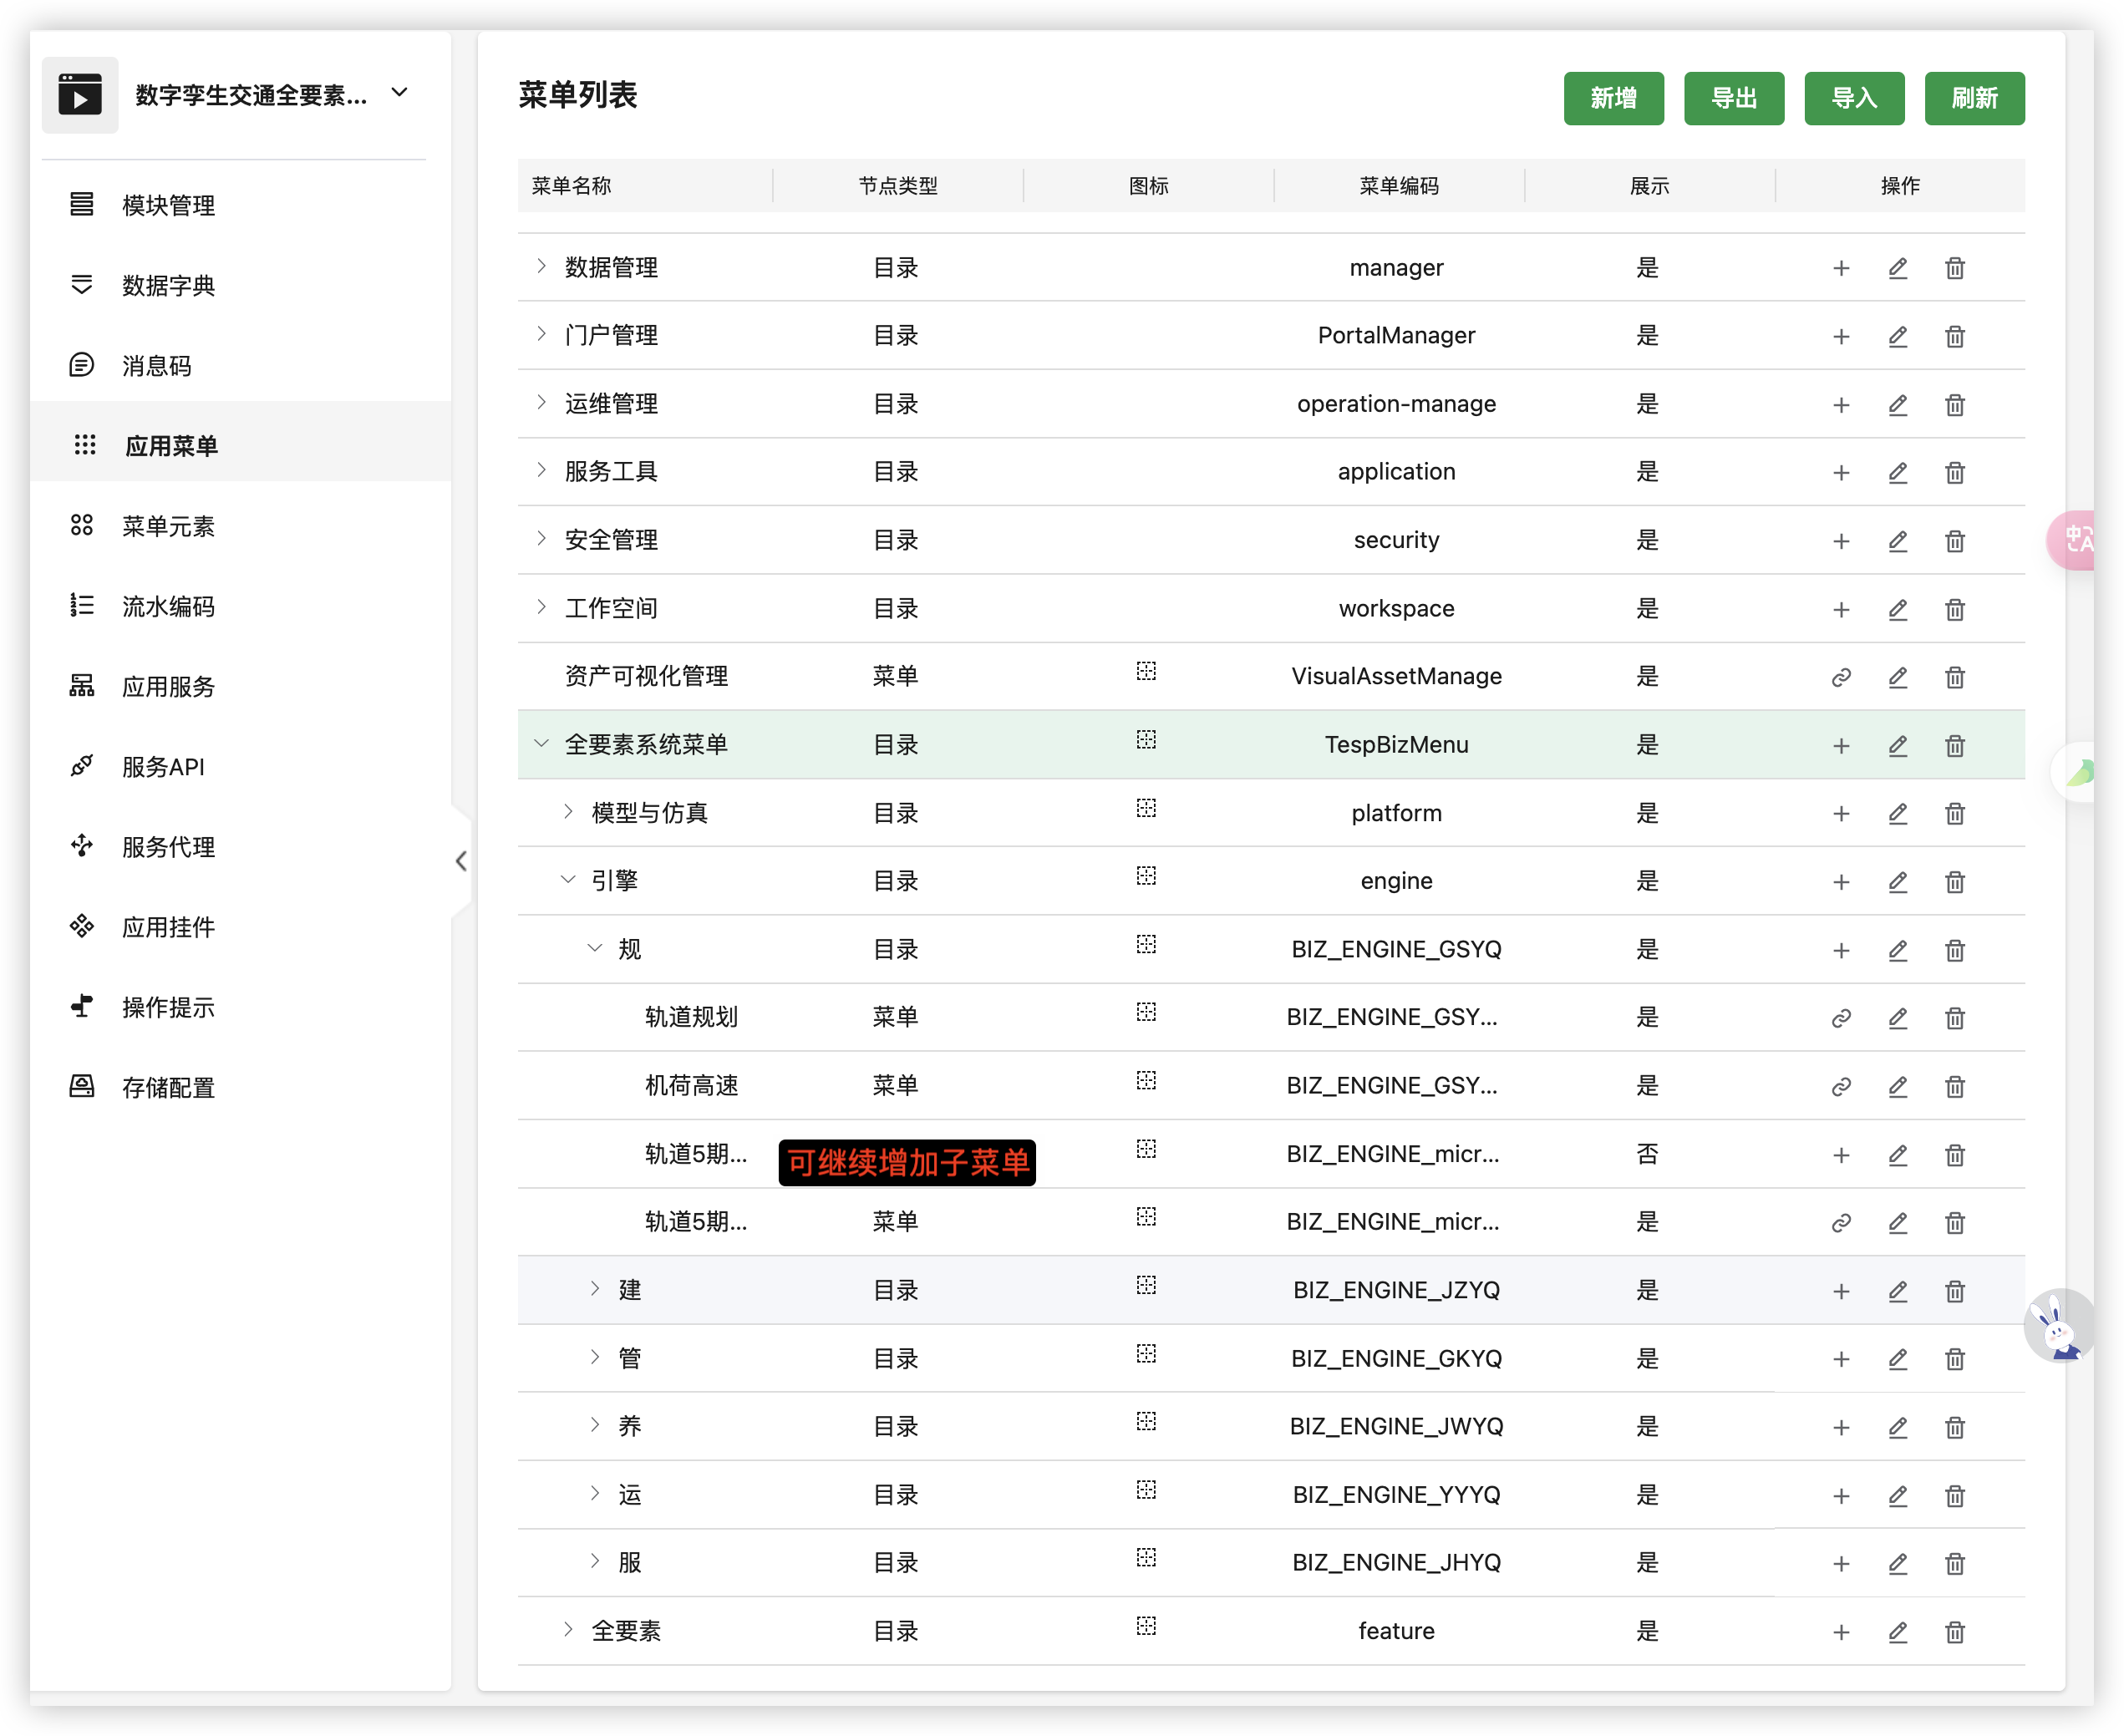 数字孪生交通全要素...
模块管理
数据字典
消息码
应用菜单
菜单元素
流水编码
应用服务
服务API
服务代理
应用挂件
操作提示
存储配置
菜单列表
新增 导出 导入 刷新
菜单名称 节点类型 图标 菜单编码 展示 操作
数据管理 目录 manager 是
门户管理 目录 PortalManager 是
运维管理 目录 operation-manage 是
服务工具 目录 application 是
安全管理 目录 security 是
工作空间 目录 workspace 是
资产可视化管理 菜单 VisualAssetManage 是
全要素系统菜单 目录 TespBizMenu 是
模型与仿真 目录 platform 是
引擎 目录 engine 是
规 目录 BIZ_ENGINE_GSYQ 是
轨道规划 菜单 BIZ_ENGINE_GSY... 是
机荷高速 菜单 BIZ_ENGINE_GSY... 是
轨道5期... 可继续增加子菜单 BIZ_ENGINE_micr... 否
轨道5期... 菜单 BIZ_ENGINE_micr... 是
建 目录 BIZ_ENGINE_JZYQ 是
管 目录 BIZ_ENGINE_GKYQ 是
养 目录 BIZ_ENGINE_JWYQ 是
运 目录 BIZ_ENGINE_YYYQ 是
服 目录 BIZ_ENGINE_JHYQ 是
全要素 目录 feature 是
中A